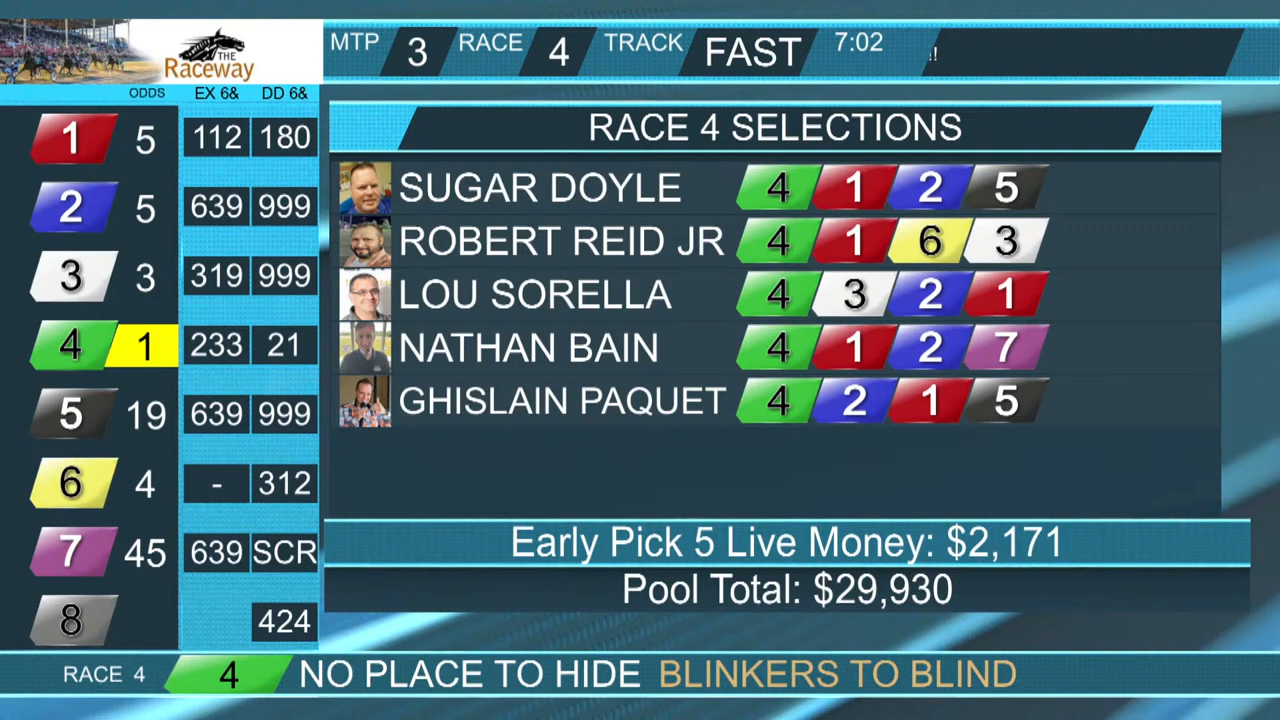 THE
Raceway
MTP 3 RACE 4 TRACK FAST 7:02 !!
ODDS EX 6& DD 6&
1 5 112 180
2 5 639 999
3 3 319 999
4 1 233 21
5 19 639 999
6 4 - 312
7 45 639 SCR
8 424
RACE 4 SELECTIONS
SUGAR DOYLE 4 1 2 5
ROBERT REID JR 4 1 6 3
LOU SORELLA 4 3 2 1
NATHAN BAIN 4 1 2 7
GHISLAIN PAQUET 4 2 1 5
Early Pick 5 Live Money: $2,171
Pool Total: $29,930
RACE 4 4 NO PLACE TO HIDE BLINKERS TO BLIND